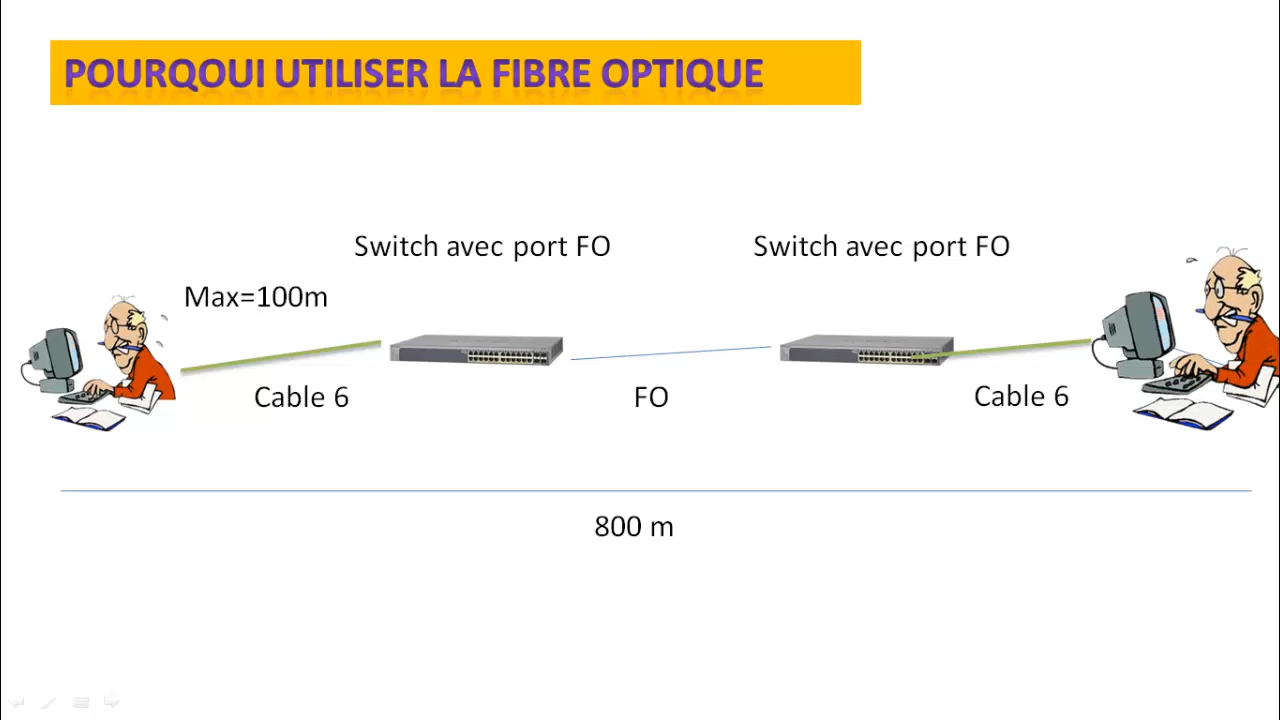 POURQOUI UTILISER LA FIBRE OPTIQUE
Switch avec port FO
Switch avec port FO
Max=100m
Cable 6
FO
Cable 6
800 m